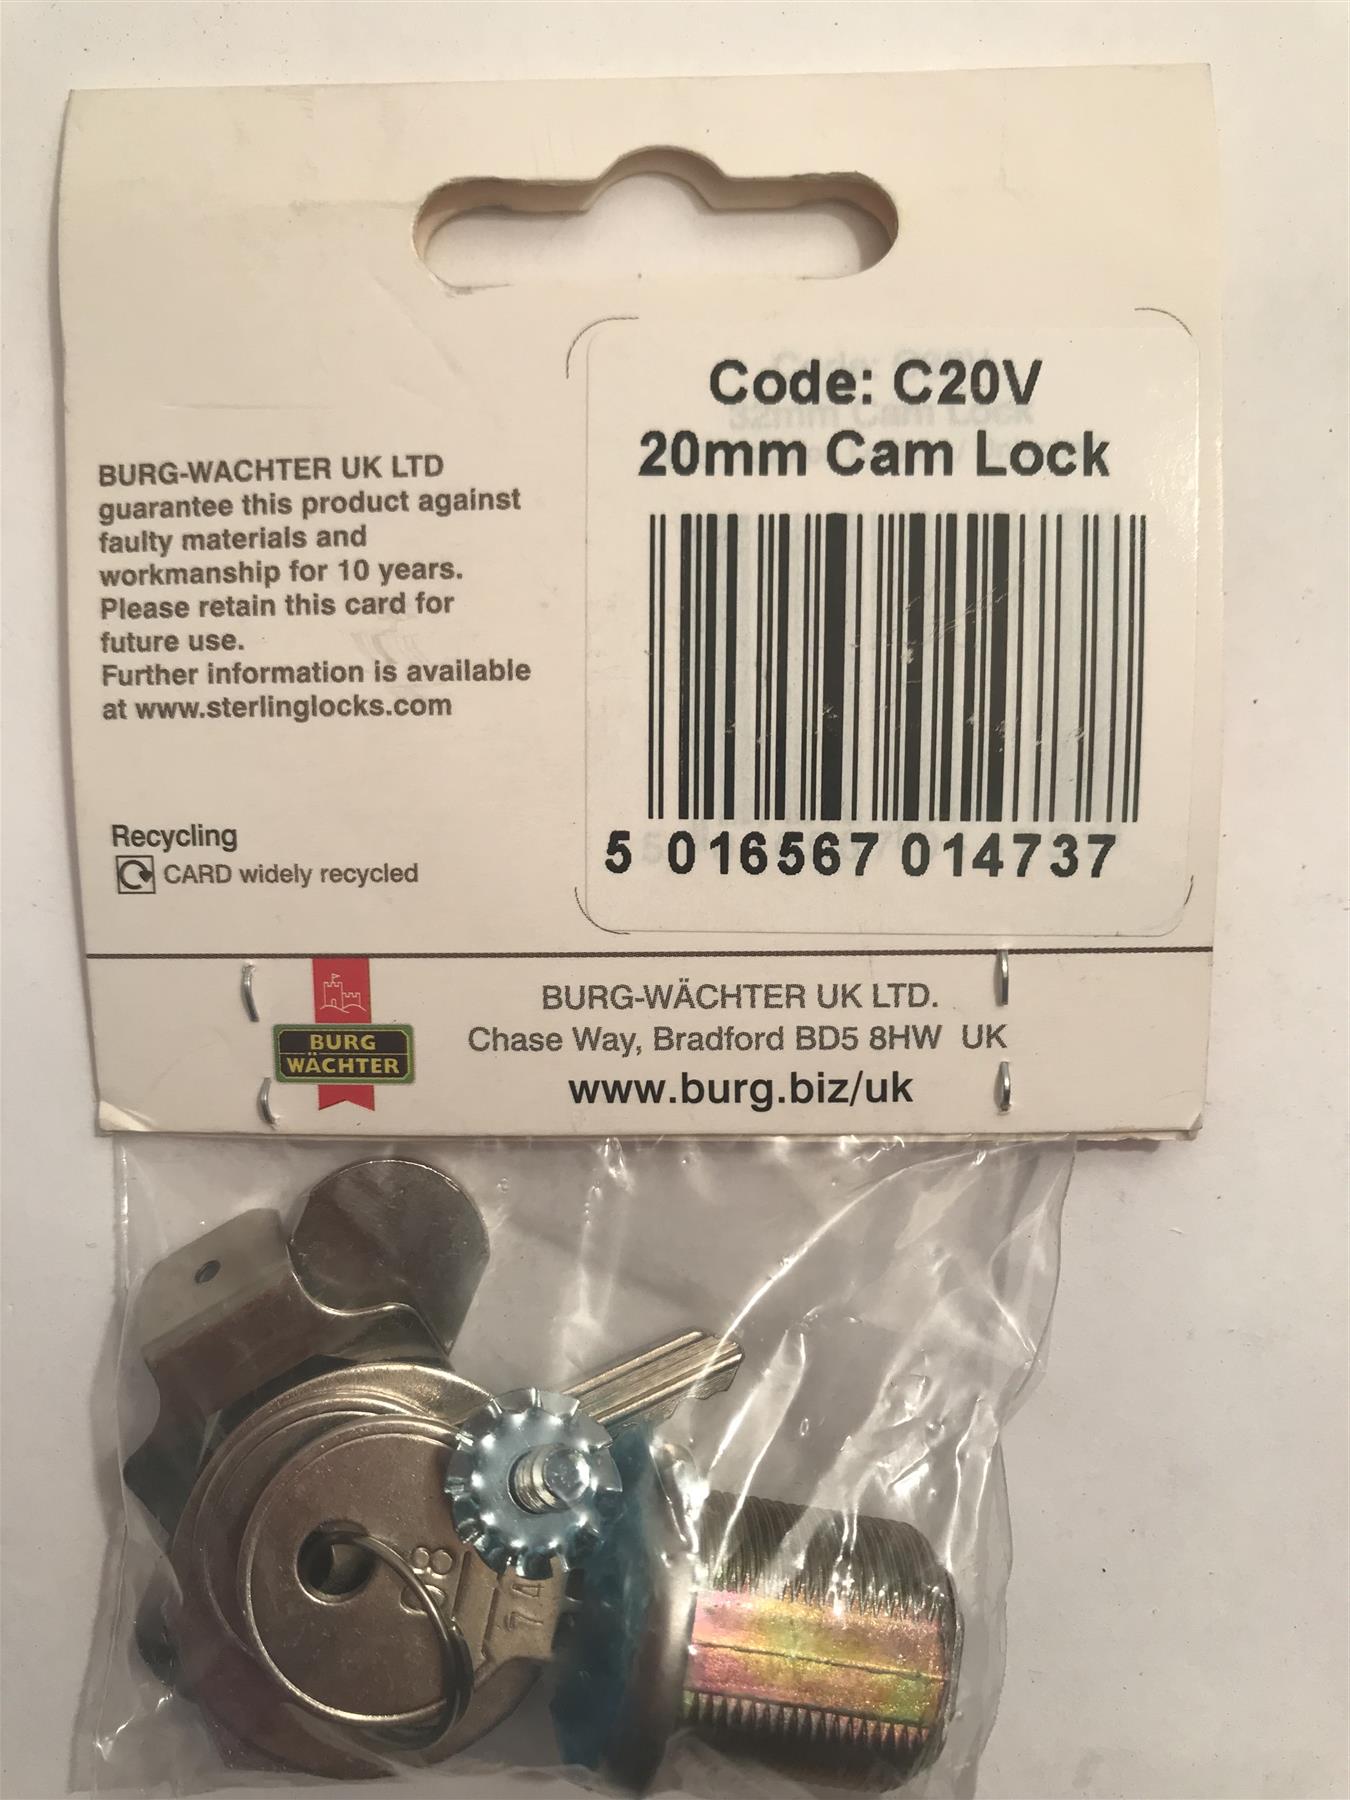 Code: C20V
20mm Cam Lock
5 016567 014737
BURG-WACHTER UK LTD
guarantee this product against
faulty materials and
workmanship for 10 years.
Please retain this card for
future use.
Further information is available
at www.sterlinglocks.com
Recycling
CARD widely recycled
BURG
WÄCHTER
BURG-WÄCHTER UK LTD.
Chase Way, Bradford BD5 8HW UK
www.burg.biz/uk